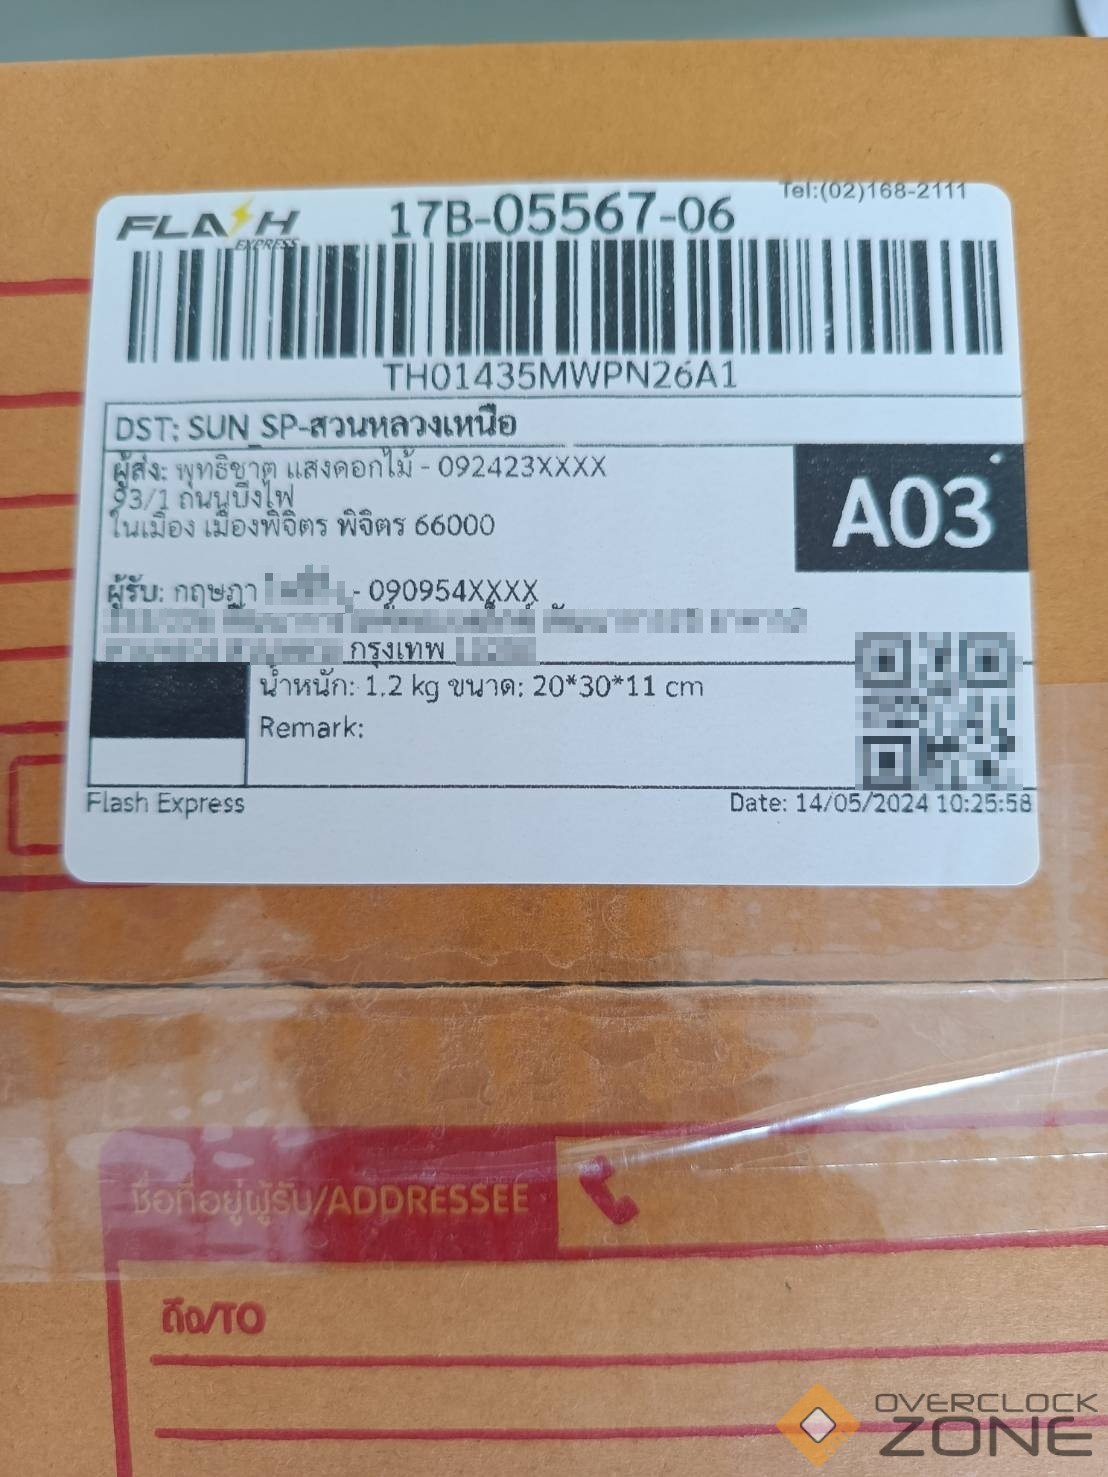 FLASH EXPRESS
17B-05567-06
Tel:(02)168-2111
TH01435MWPN26A1
DST: SUN_SP-สวนหลวงเหนือ
ผู้ส่ง: พุทธิชาต แสงดอกไม้ - 092423XXXX
93/1 ถนนบึงไฟ
ในเมือง เมืองพิจิตร พิจิตร 66000
A03
ผู้รับ: กฤษฎา - 090954XXXX
กรุงเทพ
น้ำหนัก: 1.2 kg ขนาด: 20*30*11 cm
Remark:
Flash Express
Date: 14/05/2024 10:25:58
ชื่อที่อยู่ผู้รับ/ADDRESSEE
ถึง/TO
OVERCLOCK
ZONE